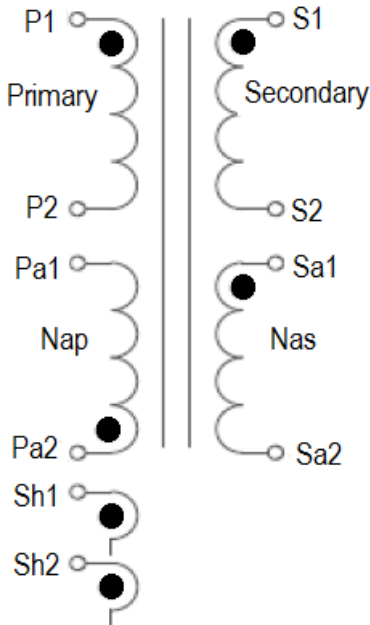 P1
S1
Primary
Secondary
P2
S2
Pa1
Sa1
Nap
Nas
Pa2
Sa2
Sh1
Sh2